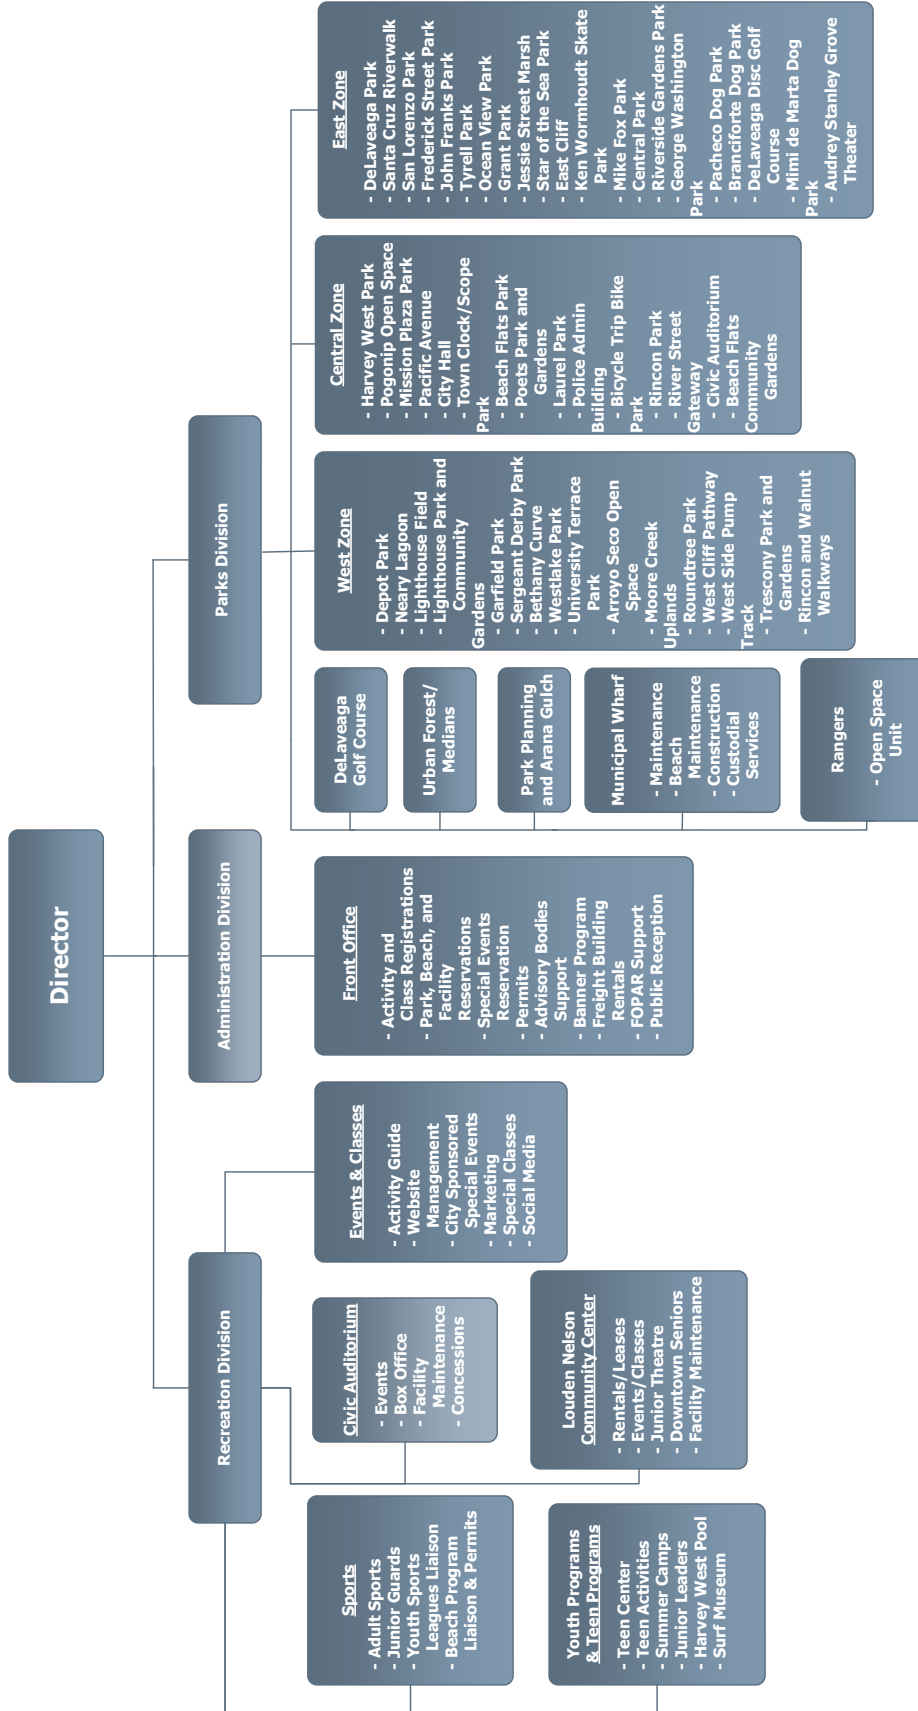 Director
Recreation Division
Administration Division
Parks Division
Sports
- Adult Sports
- Junior Guards
- Youth Sports
Leagues Liaison
- Beach Program
Liaison & Permits
Youth Programs
& Teen Programs
- Teen Center
- Teen Activities
- Summer Camps
- Junior Leaders
- Harvey West Pool
- Surf Museum
Civic Auditorium
- Events
- Box Office
- Facility
Maintenance
- Concessions
Louden Nelson
Community Center
- Rentals/Leases
- Events/Classes
- Junior Theatre
- Downtown Seniors
- Facility Maintenance
Events & Classes
- Activity Guide
- Website
Management
- City Sponsored
Special Events
- Marketing
- Special Classes
- Social Media
Front Office
- Activity and
Class Registrations
- Park, Beach, and
Facility
Reservations
- Special Events
Reservation
- Permits
- Advisory Bodies
Support
- Banner Program
- Freight Building
Rentals
- FOPAR Support
- Public Reception
DeLaveaga
Golf Course
Urban Forest/
Medians
Park Planning
and Arana Gulch
Municipal Wharf
- Maintenance
- Beach
Maintenance
- Construction
- Custodial
Services
Rangers
- Open Space
Unit
West Zone
- Depot Park
- Neary Lagoon
- Lighthouse Field
- Lighthouse Park and
Community
Gardens
- Garfield Park
- Sergeant Derby Park
- Bethany Curve
- Westlake Park
- University Terrace
Park
- Arroyo Seco Open
Space
- Moore Creek
Uplands
- Roundtree Park
- West Cliff Pathway
- West Side Pump
Track
- Trescony Park and
Gardens
- Rincon and Walnut
Walkways
Central Zone
- Harvey West Park
- Pogonip Open Space
- Mission Plaza Park
- Pacific Avenue
- City Hall
- Town Clock/Scope
Park
- Beach Flats Park
- Poets Park and
Gardens
- Laurel Park
- Police Admin
Building
- Bicycle Trip Bike
Park
- Rincon Park
- River Street
Gateway
- Civic Auditorium
- Beach Flats
Community
Gardens
East Zone
- DeLaveaga Park
- Santa Cruz Riverwalk
- San Lorenzo Park
- Frederick Street Park
- John Franks Park
- Tyrell Park
- Ocean View Park
- Grant Park
- Jessie Street Marsh
- Star of the Sea Park
- East Cliff
- Ken Wormhoudt Skate
Park
- Mike Fox Park
- Central Park
- Riverside Gardens Park
- George Washington
Park
- Pacheco Dog Park
- Branciforte Dog Park
- DeLaveaga Disc Golf
Course
- Mimi de Marta Dog
Park
- Audrey Stanley Grove
Theater